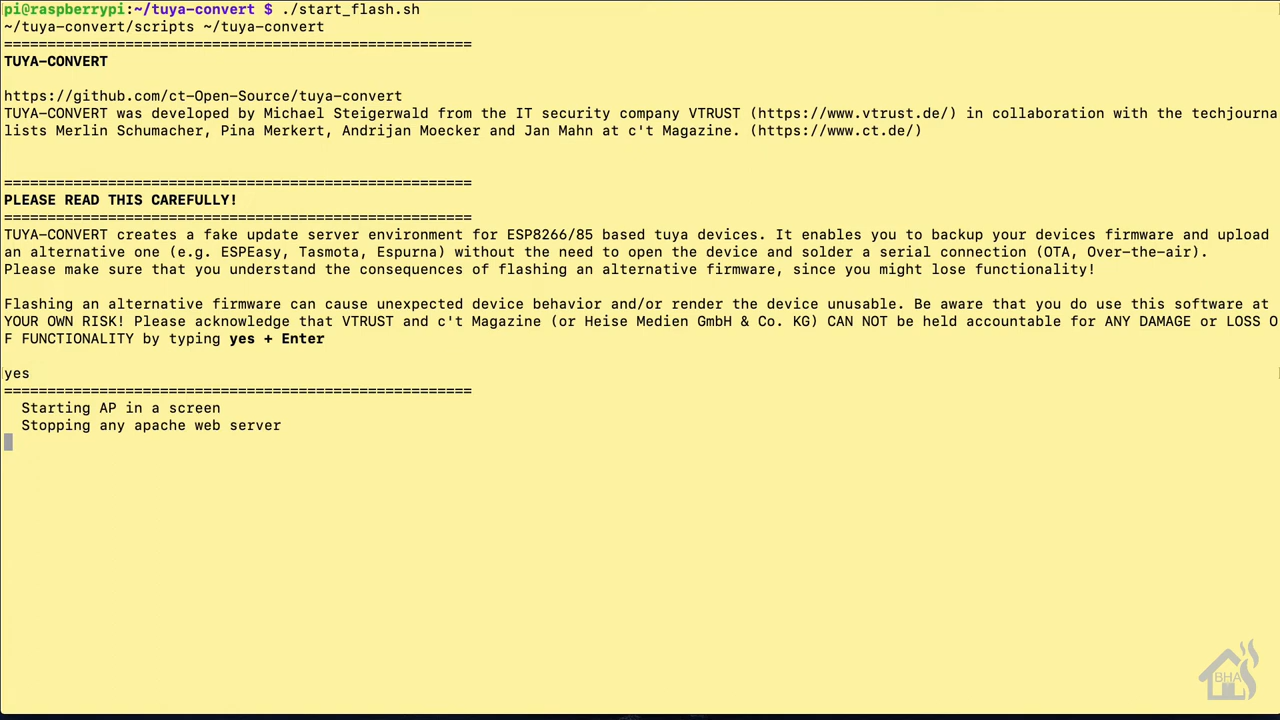 pi@raspberrypi:~/tuya-convert $ ./start_flash.sh
~/tuya-convert/scripts ~/tuya-convert
======================================================
TUYA-CONVERT
https://github.com/ct-Open-Source/tuya-convert
TUYA-CONVERT was developed by Michael Steigerwald from the IT security company VTRUST (https://www.vtrust.de/) in collaboration with the techjourna
lists Merlin Schumacher, Pina Merkert, Andrijan Moecker and Jan Mahn at c't Magazine. (https://www.ct.de/)
======================================================
PLEASE READ THIS CAREFULLY!
======================================================
TUYA-CONVERT creates a fake update server environment for ESP8266/85 based tuya devices. It enables you to backup your devices firmware and upload
an alternative one (e.g. ESPEasy, Tasmota, Espurna) without the need to open the device and solder a serial connection (OTA, Over-the-air).
Please make sure that you understand the consequences of flashing an alternative firmware, since you might lose functionality!
Flashing an alternative firmware can cause unexpected device behavior and/or render the device unusable. Be aware that you do use this software at
YOUR OWN RISK! Please acknowledge that VTRUST and c't Magazine (or Heise Medien GmbH & Co. KG) CAN NOT be held accountable for ANY DAMAGE or LOSS O
F FUNCTIONALITY by typing yes + Enter
yes
======================================================
Starting AP in a screen
Stopping any apache web server
BHA